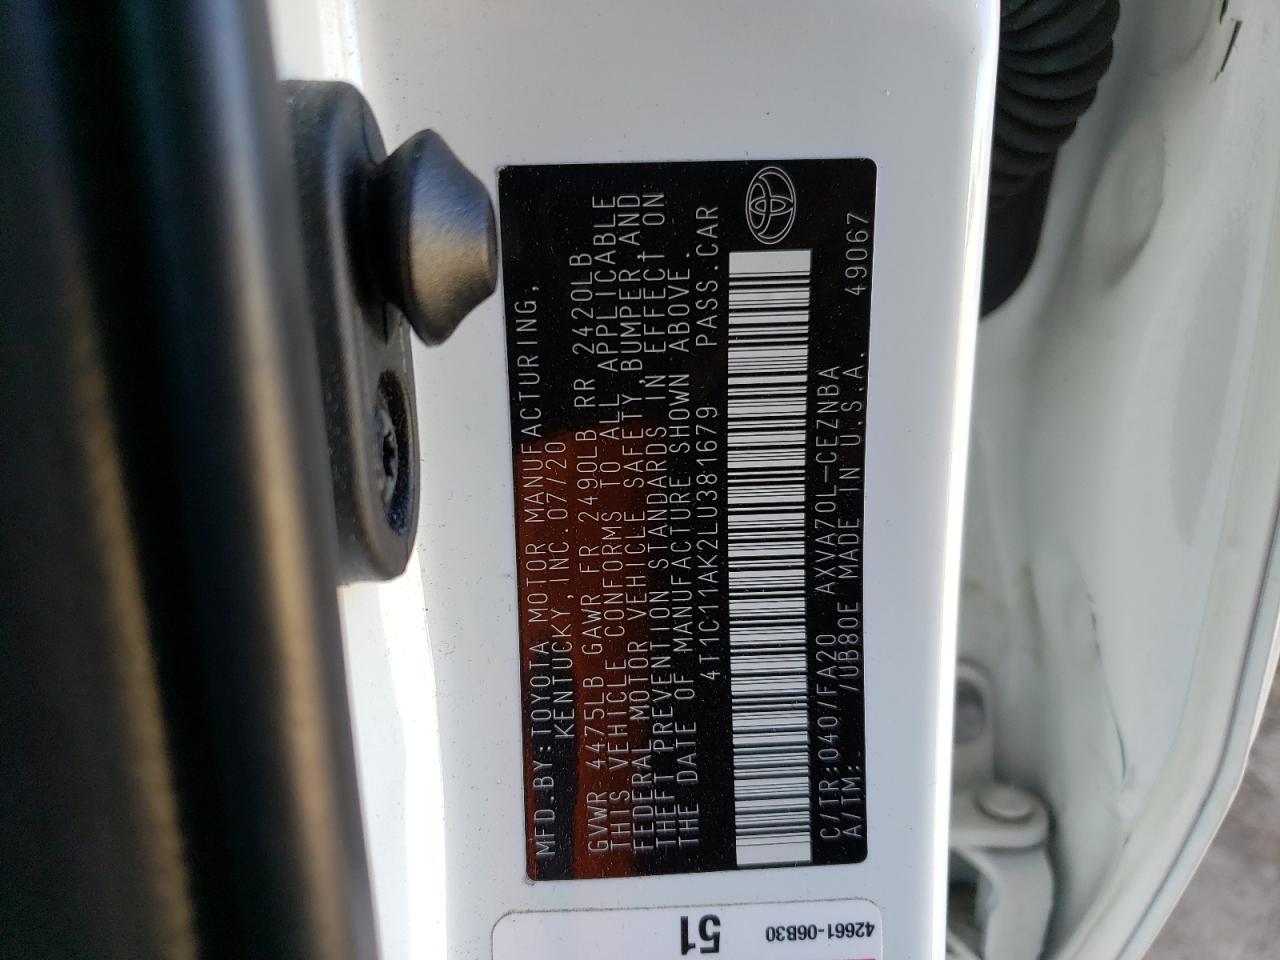 MFD.BY:TOYOTA MOTOR MANUFACTURING,
KENTUCKY,INC.07/20
GVWR 4475LB GAWR FR 2490LB RR 2420LB
THIS VEHICLE CONFORMS TO ALL APPLICABLE
FEDERAL MOTOR VEHICLE SAFETY,BUMPER,AND
THEFT PREVENTION STANDARDS IN EFFECT ON
THE DATE OF MANUFACTURE SHOWN ABOVE.
4T1C11AK2LU381679 PASS.CAR
C/TR:040/FA20 AXVA70L-CEZNBA
A/TM:-/UB80E MADE IN U.S.A. 49067
51
42661-06B30